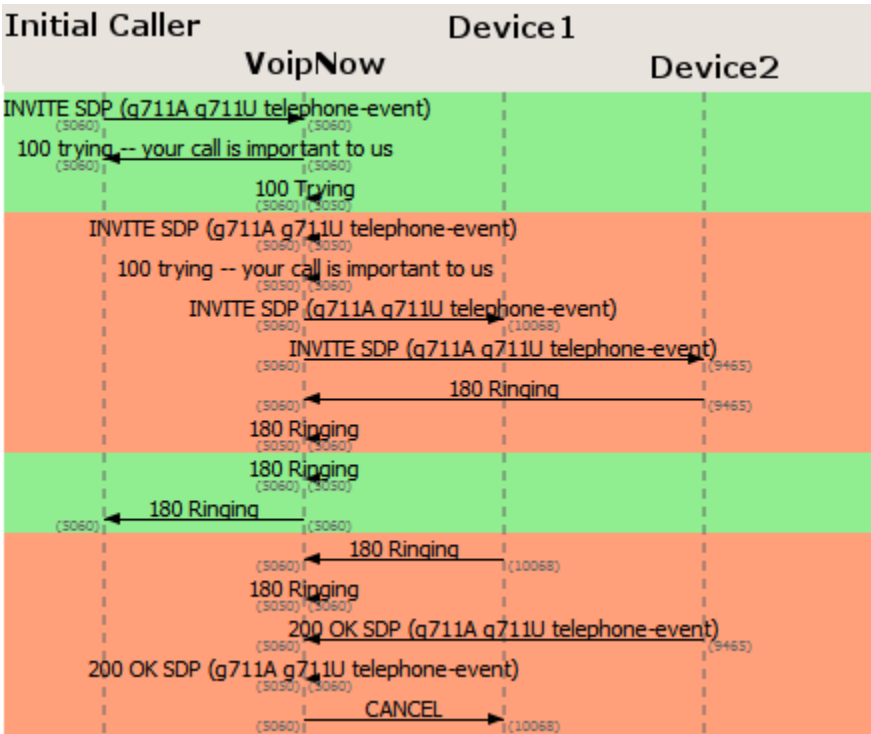 Initial Caller
Device1
VoipNow
Device2
INVITE SDP (g711A g711U telephone-event)
(5060) (5060)
100 trying -- your call is important to us
(5060) (5060)
100 Trying
(5060) (5050)
INVITE SDP (g711A g711U telephone-event)
(5060) (5050)
100 trying -- your call is important to us
(5050) (5060)
INVITE SDP (g711A g711U telephone-event)
(5060) (10068)
INVITE SDP (g711A g711U telephone-event)
(5060) (9465)
180 Ringing
(5060) (9465)
180 Ringing
(5050) (5060)
180 Ringing
(5060) (5050)
180 Ringing
(5060) (5060)
180 Ringing
(5060) (10068)
180 Ringing
(5050) (5060)
200 OK SDP (g711A g711U telephone-event)
(5060) (9465)
200 OK SDP (g711A g711U telephone-event)
(5050) (5060)
CANCEL
(5060) (10068)